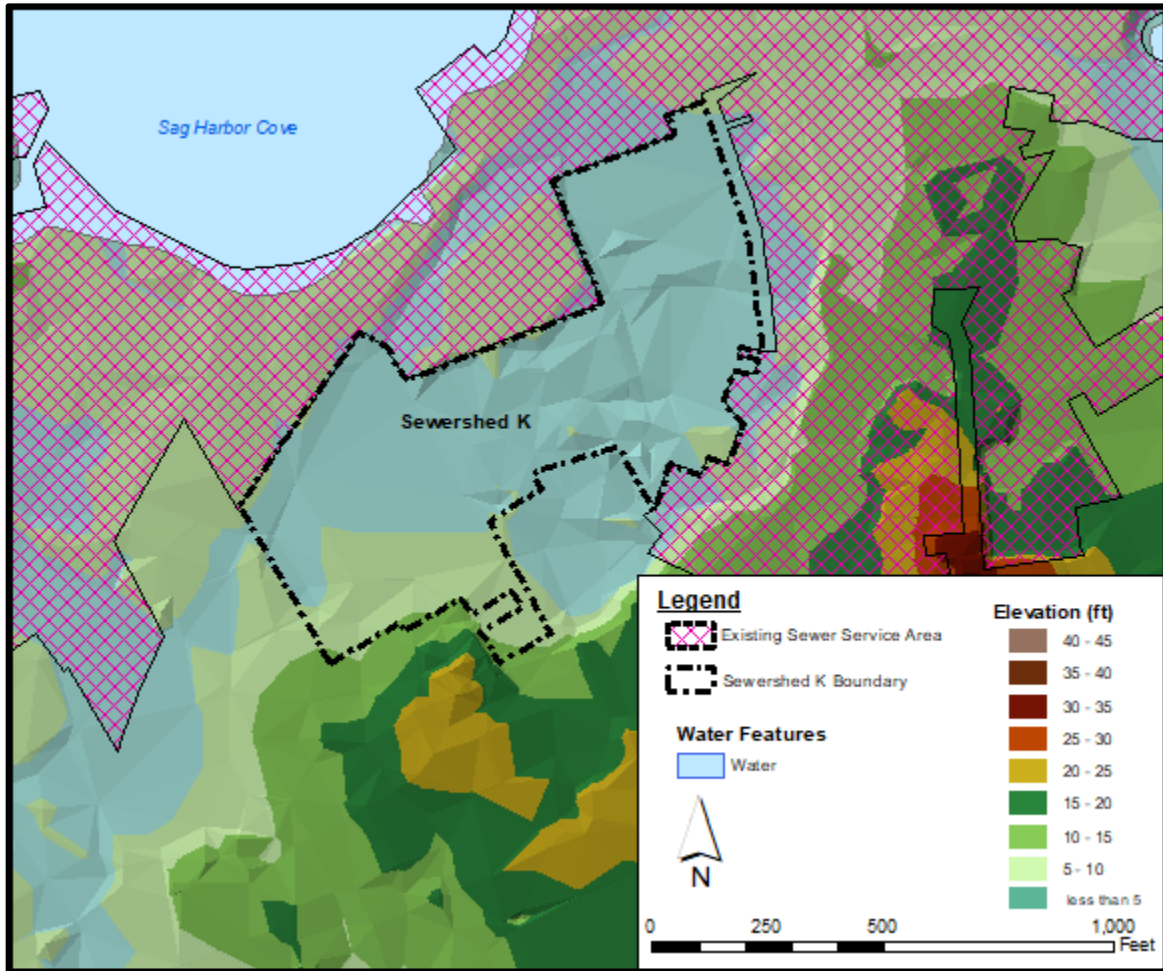 Sag Harbor Cove
Sewershed K
Legend
Existing Sewer Service Area
Sewershed K Boundary
Water Features
Water
N
Elevation (ft)
40 - 45
35 - 40
30 - 35
25 - 30
20 - 25
15 - 20
10 - 15
5 - 10
less than 5
0 250 500 1,000
Feet